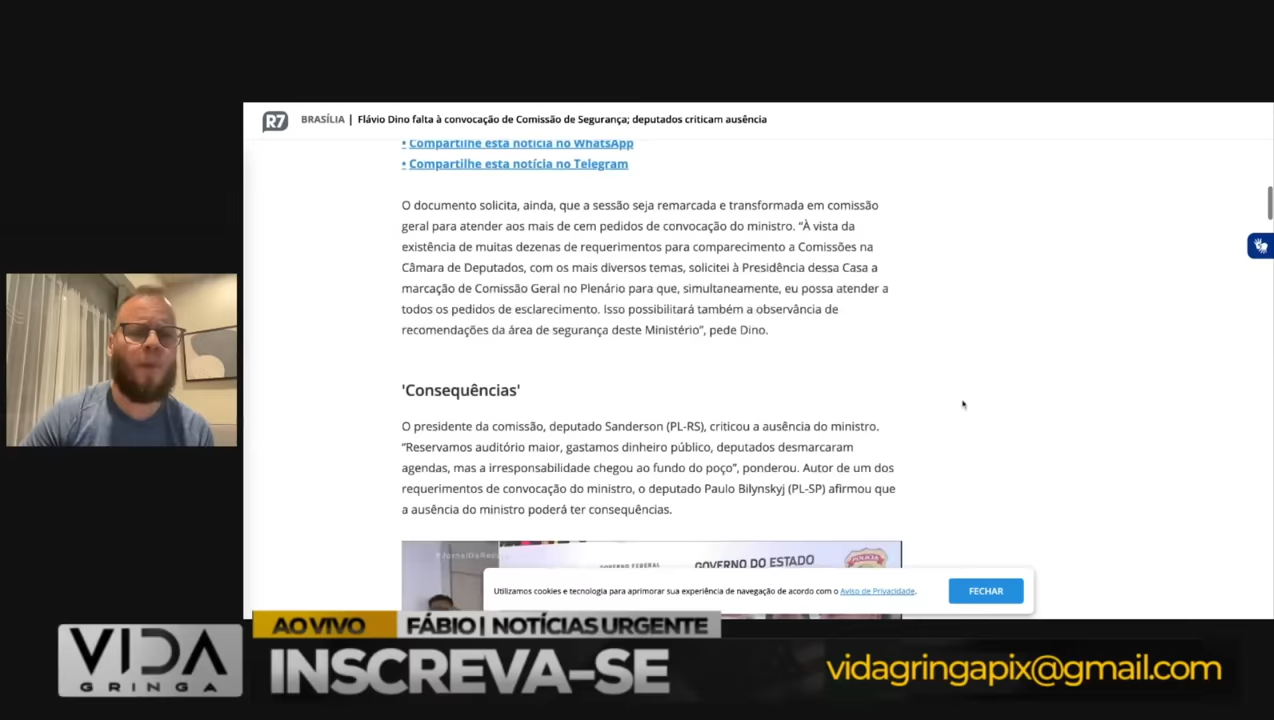 R7
BRASÍLIA | Flávio Dino falta à convocação de Comissão de Segurança; deputados criticam ausência
• Compartilhe esta notícia no WhatsApp
• Compartilhe esta notícia no Telegram
O documento solicita, ainda, que a sessão seja remarcada e transformada em comissão
geral para atender aos mais de cem pedidos de convocação do ministro. “À vista da
existência de muitas dezenas de requerimentos para comparecimento a Comissões na
Câmara de Deputados, com os mais diversos temas, solicitei à Presidência dessa Casa a
marcação de Comissão Geral no Plenário para que, simultaneamente, eu possa atender a
todos os pedidos de esclarecimento. Isso possibilitará também a observância de
recomendações da área de segurança deste Ministério”, pede Dino.
'Consequências'
O presidente da comissão, deputado Sanderson (PL-RS), criticou a ausência do ministro.
“Reservamos auditório maior, gastamos dinheiro público, deputados desmarcaram
agendas, mas a irresponsabilidade chegou ao fundo do poço”, ponderou. Autor de um dos
requerimentos de convocação do ministro, o deputado Paulo Bilynskyj (PL-SP) afirmou que
a ausência do ministro poderá ter consequências.
GOVERNO FEDERAL
GOVERNO DO ESTADO
Utilizamos cookies e tecnologia para aprimorar sua experiência de navegação de acordo com o Aviso de Privacidade.
FECHAR
AO VIVO
FÁBIO | NOTÍCIAS URGENTE
VIDA
GRINGA
INSCREVA-SE
vidagringapix@gmail.com